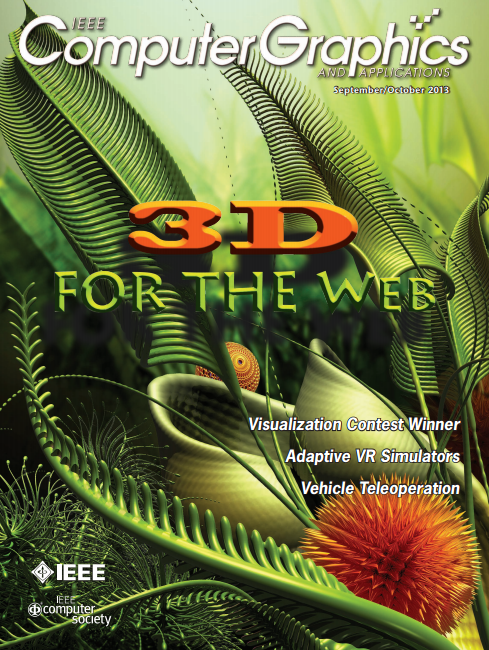 IEEE
Computer Graphics
AND APPLICATIONS
September/October 2013
3D
FOR THE WEB
Visualization Contest Winner
Adaptive VR Simulators
Vehicle Teleoperation
IEEE
IEEE
computer
society